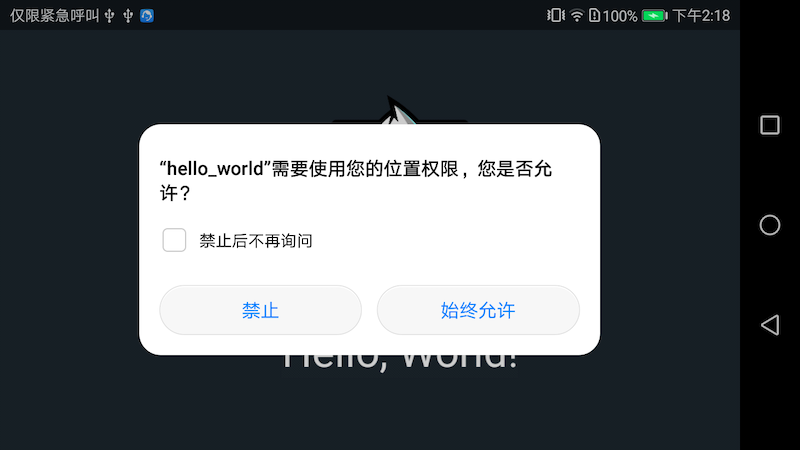 仅限紧急呼叫 100% 下午2:18
“hello_world”需要使用您的位置权限，您是否允
许？
禁止后不再询问
禁止 始终允许
Hello, World!